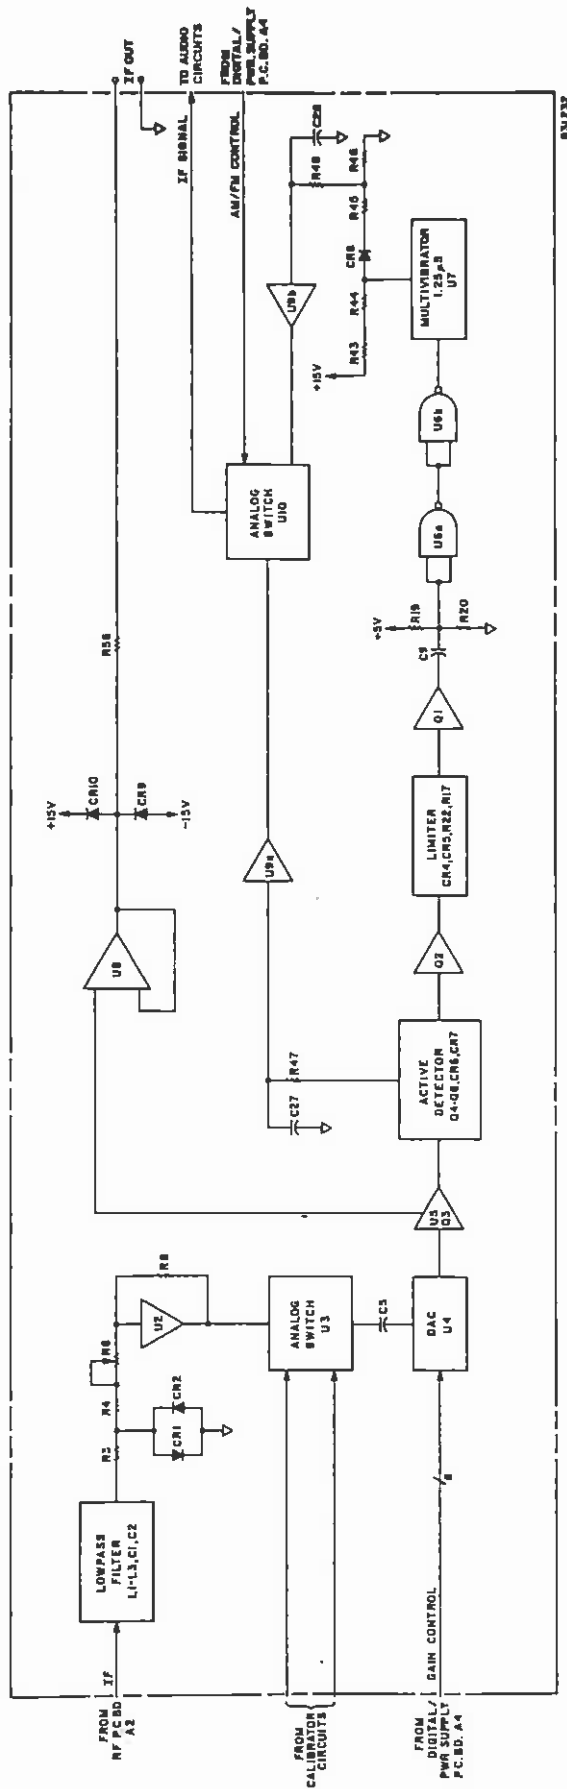 FROM
RF PC BD
A2
IF
LOWPASS
FILTER
L1-L3,C1,C2
R3
R4
R6
CR1
CR2
U2
R8
FROM
CALIBRATOR
CIRCUITS
ANALOG
SWITCH
U3
C5
FROM
DIGITAL/
PWR SUPPLY
P.C. BD. A4
GAIN CONTROL
8
DAC
U4
U5
Q3
U8
+15V
CR10
CR9
-15V
R56
IF OUT
ACTIVE
DETECTOR
Q4-Q6,CR6,CR7
C27
R47
U9a
ANALOG
SWITCH
U10
IF SIGNAL
TO AUDIO
CIRCUITS
AM/FM CONTROL
FROM
DIGITAL/
PWR. SUPPLY
P.C. BD. A4
U9b
R48
C28
+15V
R43
R44
CR8
R45
R46
Q2
LIMITER
CR4,CR5,R22,R17
Q1
C9
+5V
R19
R20
U6a
U6b
MULTIVIBRATOR
1.25µS
U7